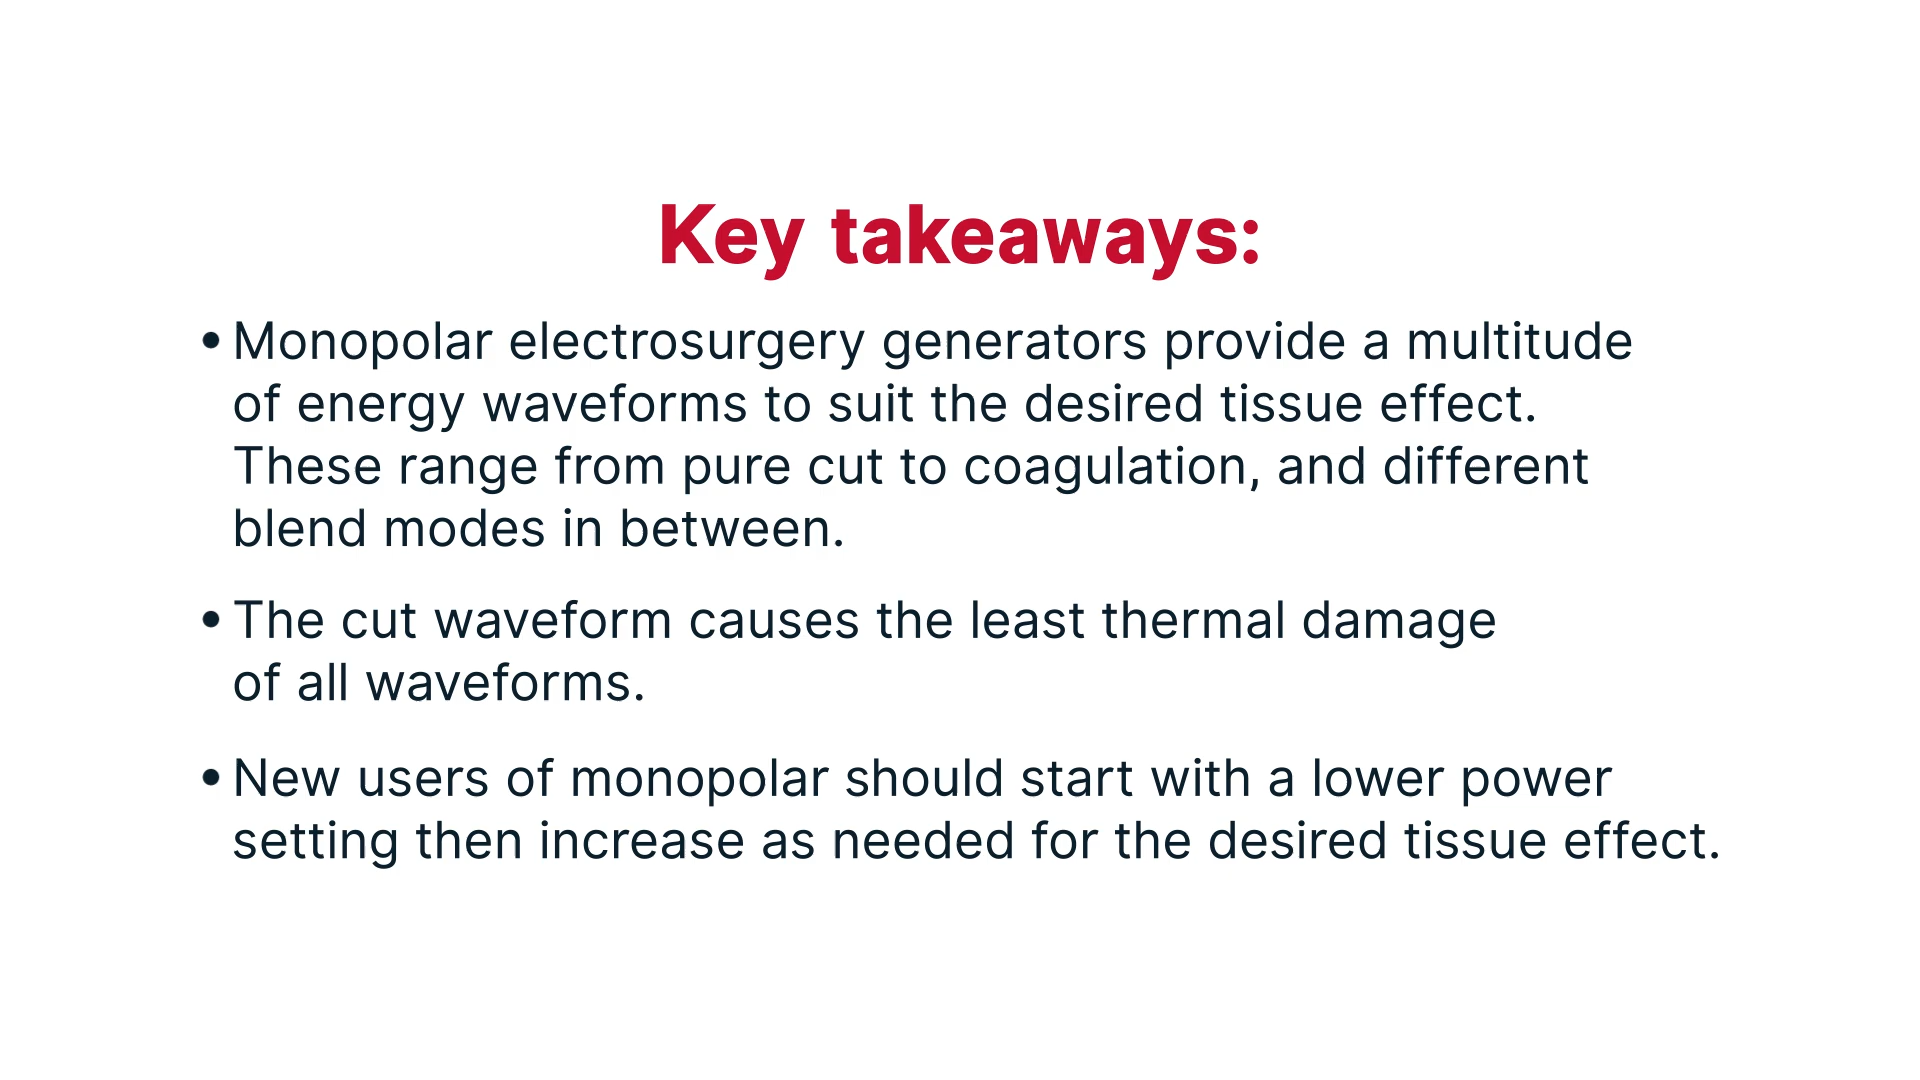 Key takeaways:
• Monopolar electrosurgery generators provide a multitude
of energy waveforms to suit the desired tissue effect.
These range from pure cut to coagulation, and different
blend modes in between.
• The cut waveform causes the least thermal damage
of all waveforms.
• New users of monopolar should start with a lower power
setting then increase as needed for the desired tissue effect.